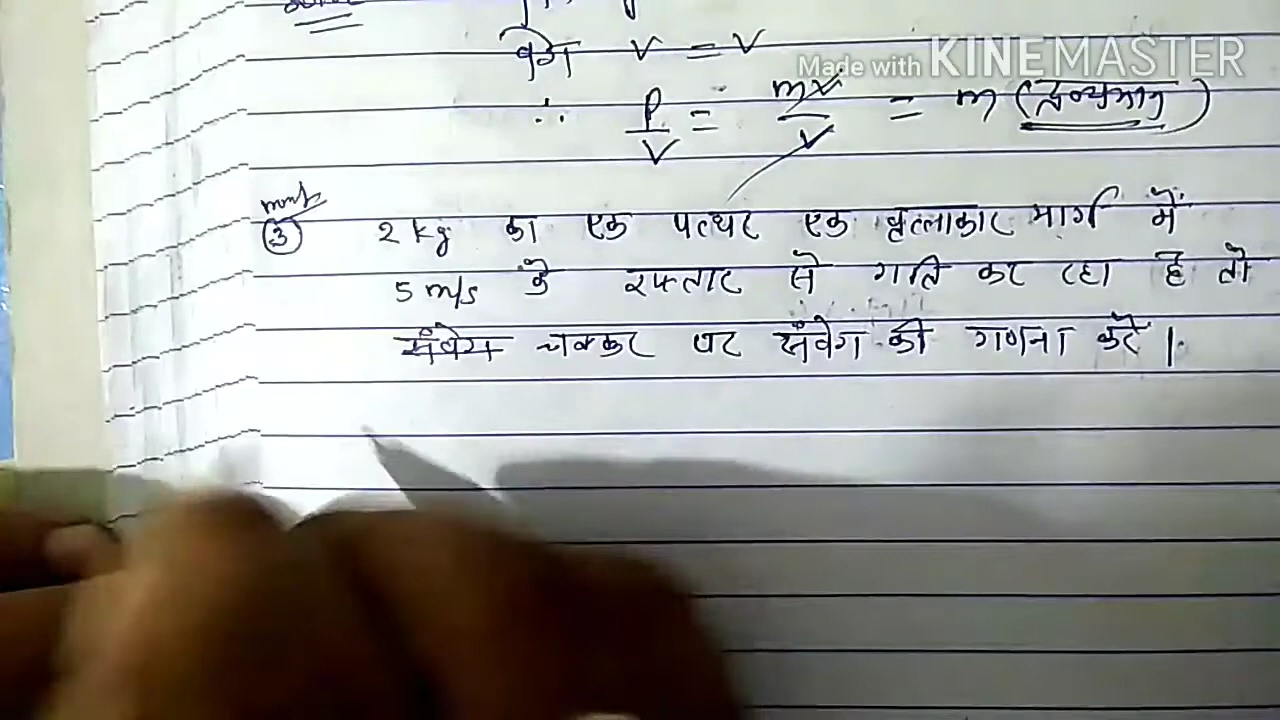 वेग v = v
Made with KINEMASTER
∴ P/V = mv/v = m (द्रव्यमान)
③ 2 kg का एक पत्थर एक वृत्ताकार मार्ग में
5 m/s के रफ्तार से गति कर रहा है तो
संवेग चक्कर पर संवेग की गणना करें।